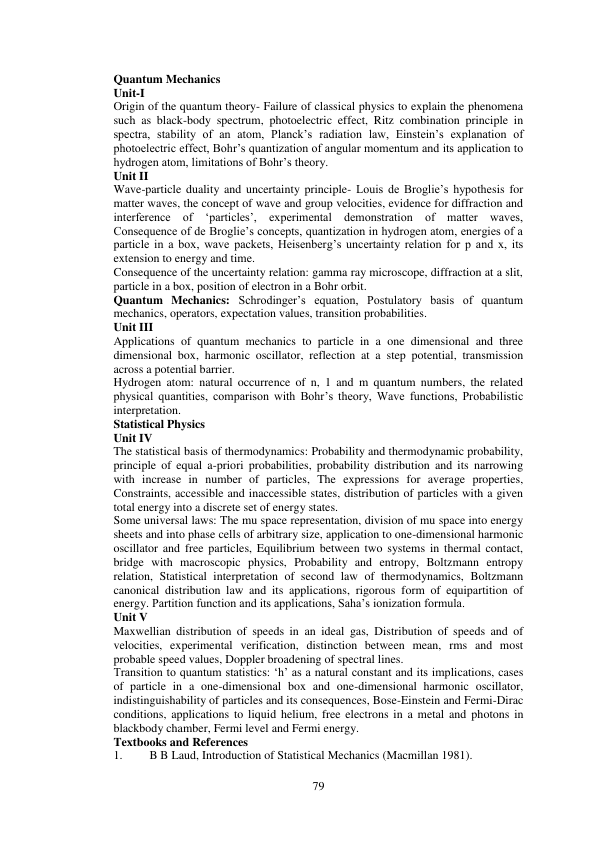 Quantum Mechanics
Unit-I
Origin of the quantum theory- Failure of classical physics to explain the phenomena
such as black-body spectrum, photoelectric effect, Ritz combination principle in
spectra, stability of an atom, Planck’s radiation law, Einstein’s explanation of
photoelectric effect, Bohr’s quantization of angular momentum and its application to
hydrogen atom, limitations of Bohr’s theory.
Unit II
Wave-particle duality and uncertainty principle- Louis de Broglie’s hypothesis for
matter waves, the concept of wave and group velocities, evidence for diffraction and
interference of ‘particles’, experimental demonstration of matter waves,
Consequence of de Broglie’s concepts, quantization in hydrogen atom, energies of a
particle in a box, wave packets, Heisenberg’s uncertainty relation for p and x, its
extension to energy and time.
Consequence of the uncertainty relation: gamma ray microscope, diffraction at a slit,
particle in a box, position of electron in a Bohr orbit.
Quantum Mechanics: Schrodinger’s equation, Postulatory basis of quantum
mechanics, operators, expectation values, transition probabilities.
Unit III
Applications of quantum mechanics to particle in a one dimensional and three
dimensional box, harmonic oscillator, reflection at a step potential, transmission
across a potential barrier.
Hydrogen atom: natural occurrence of n, 1 and m quantum numbers, the related
physical quantities, comparison with Bohr’s theory, Wave functions, Probabilistic
interpretation.
Statistical Physics
Unit IV
The statistical basis of thermodynamics: Probability and thermodynamic probability,
principle of equal a-priori probabilities, probability distribution and its narrowing
with increase in number of particles, The expressions for average properties,
Constraints, accessible and inaccessible states, distribution of particles with a given
total energy into a discrete set of energy states.
Some universal laws: The mu space representation, division of mu space into energy
sheets and into phase cells of arbitrary size, application to one-dimensional harmonic
oscillator and free particles, Equilibrium between two systems in thermal contact,
bridge with macroscopic physics, Probability and entropy, Boltzmann entropy
relation, Statistical interpretation of second law of thermodynamics, Boltzmann
canonical distribution law and its applications, rigorous form of equipartition of
energy. Partition function and its applications, Saha’s ionization formula.
Unit V
Maxwellian distribution of speeds in an ideal gas, Distribution of speeds and of
velocities, experimental verification, distinction between mean, rms and most
probable speed values, Doppler broadening of spectral lines.
Transition to quantum statistics: ‘h’ as a natural constant and its implications, cases
of particle in a one-dimensional box and one-dimensional harmonic oscillator,
indistinguishability of particles and its consequences, Bose-Einstein and Fermi-Dirac
conditions, applications to liquid helium, free electrons in a metal and photons in
blackbody chamber, Fermi level and Fermi energy.
Textbooks and References
1. B B Laud, Introduction of Statistical Mechanics (Macmillan 1981).
79